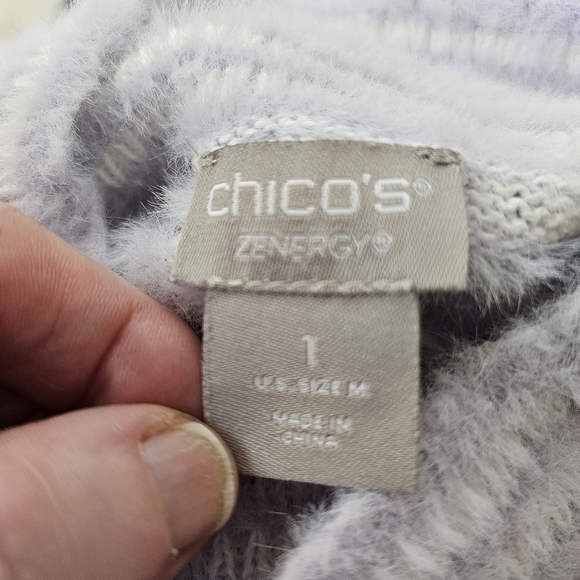 chico's®
ZENERGY®
1
U.S. SIZE M
MADE IN
CHINA